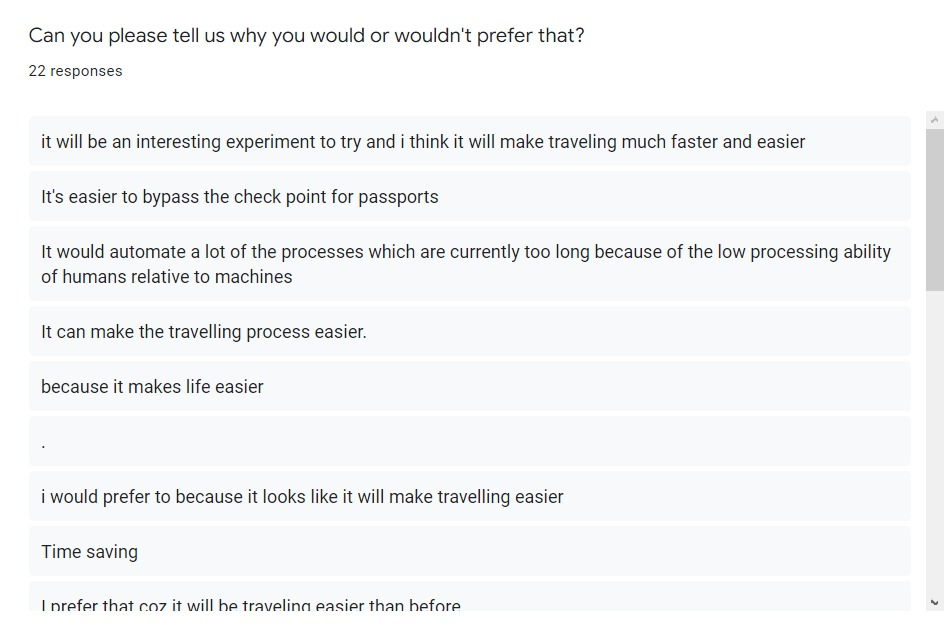 Can you please tell us why you would or wouldn't prefer that?
22 responses
it will be an interesting experiment to try and i think it will make traveling much faster and easier
It's easier to bypass the check point for passports
It would automate a lot of the processes which are currently too long because of the low processing ability
of humans relative to machines
It can make the travelling process easier.
because it makes life easier
.
i would prefer to because it looks like it will make travelling easier
Time saving
I prefer that coz it will be traveling easier than before